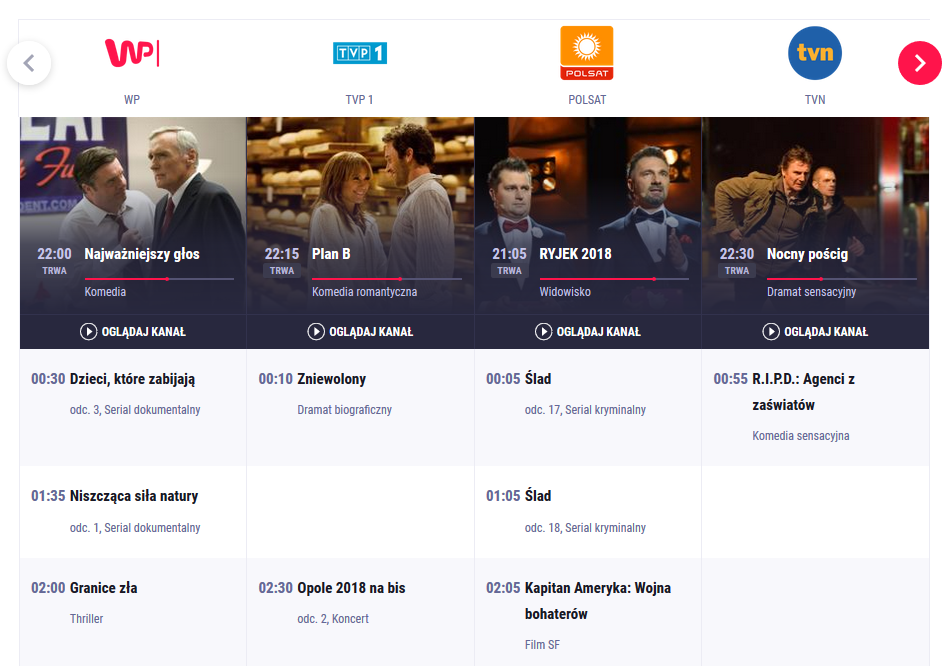 WP
TVP 1
POLSAT
tvn
WP
TVP 1
POLSAT
TVN
LAI
Fu
DENT.COM
22:00 Najważniejszy głos
TRWA
Komedia
22:15 Plan B
TRWA
Komedia romantyczna
21:05 RYJEK 2018
TRWA
Widowisko
22:30 Nocny pościg
TRWA
Dramat sensacyjny
OGLĄDAJ KANAŁ
OGLĄDAJ KANAŁ
OGLĄDAJ KANAŁ
OGLĄDAJ KANAŁ
00:30 Dzieci, które zabijają
odc. 3, Serial dokumentalny
00:10 Zniewolony
Dramat biograficzny
00:05 Ślad
odc. 17, Serial kryminalny
00:55 R.I.P.D.: Agenci z
zaświatów
Komedia sensacyjna
01:35 Niszcząca siła natury
odc. 1, Serial dokumentalny
01:05 Ślad
odc. 18, Serial kryminalny
02:00 Granice zła
Thriller
02:30 Opole 2018 na bis
odc. 2, Koncert
02:05 Kapitan Ameryka: Wojna
bohaterów
Film SF